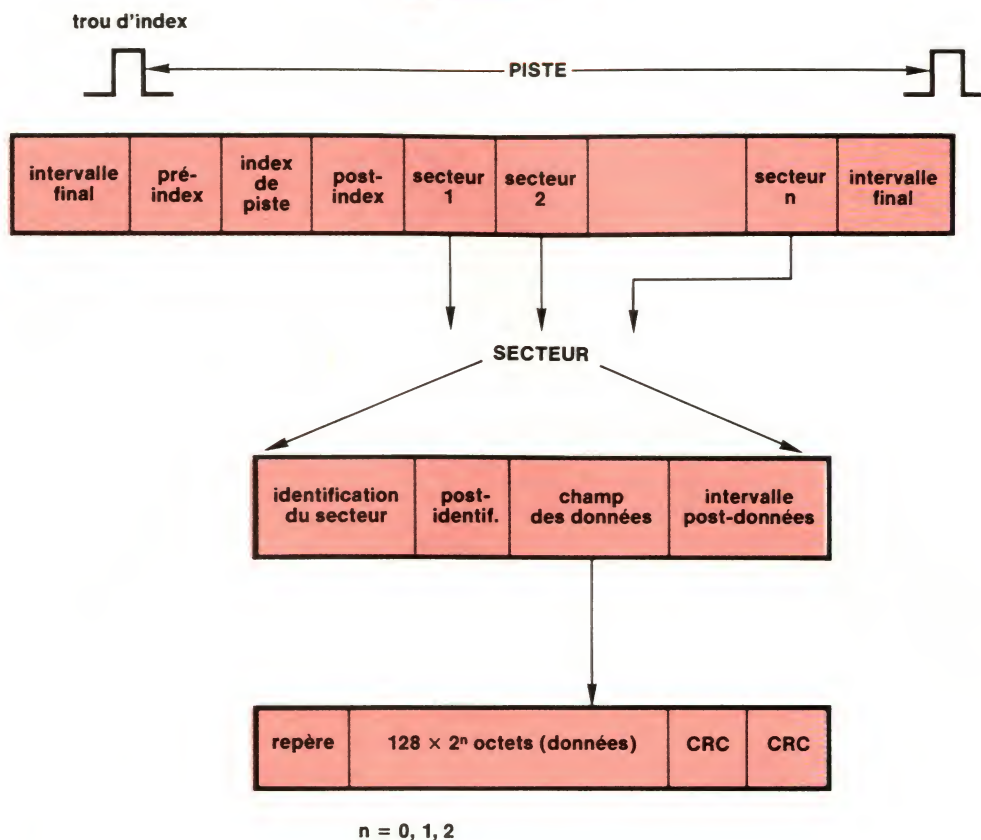 trou d'index
PISTE
intervalle
final
pré-
index
index
de
piste
post-
index
secteur
1
secteur
2
secteur
n
intervalle
final
SECTEUR
identification
du secteur
post-
identif.
champ
des données
intervalle
post-données
repère
128 × 2ⁿ octets (données)
CRC
CRC
n = 0, 1, 2